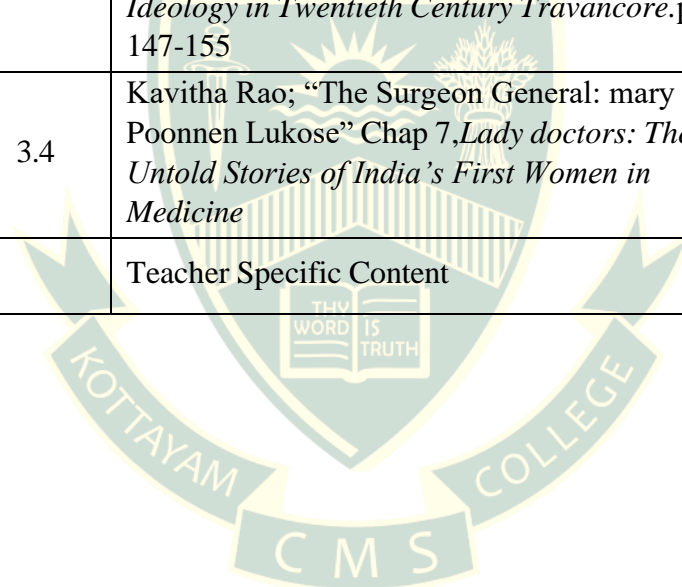 Ideology in Twentieth Century Travancore.p
147-155
3.4
Kavitha Rao; “The Surgeon General: mary
Poonnen Lukose” Chap 7,Lady doctors: The
Untold Stories of India’s First Women in
Medicine
Teacher Specific Content
THY
WORD IS
TRUTH
KOTTAYAM
COLLEGE
CMS